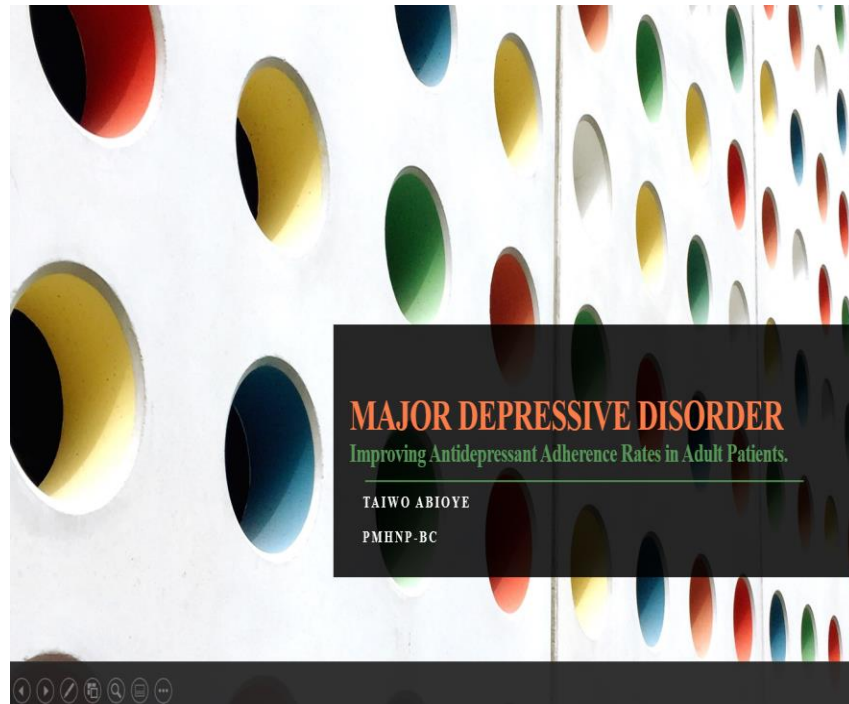 MAJOR DEPRESSIVE DISORDER
Improving Antidepressant Adherence Rates in Adult Patients.
TAIWO ABIOYE
PMHNP-BC